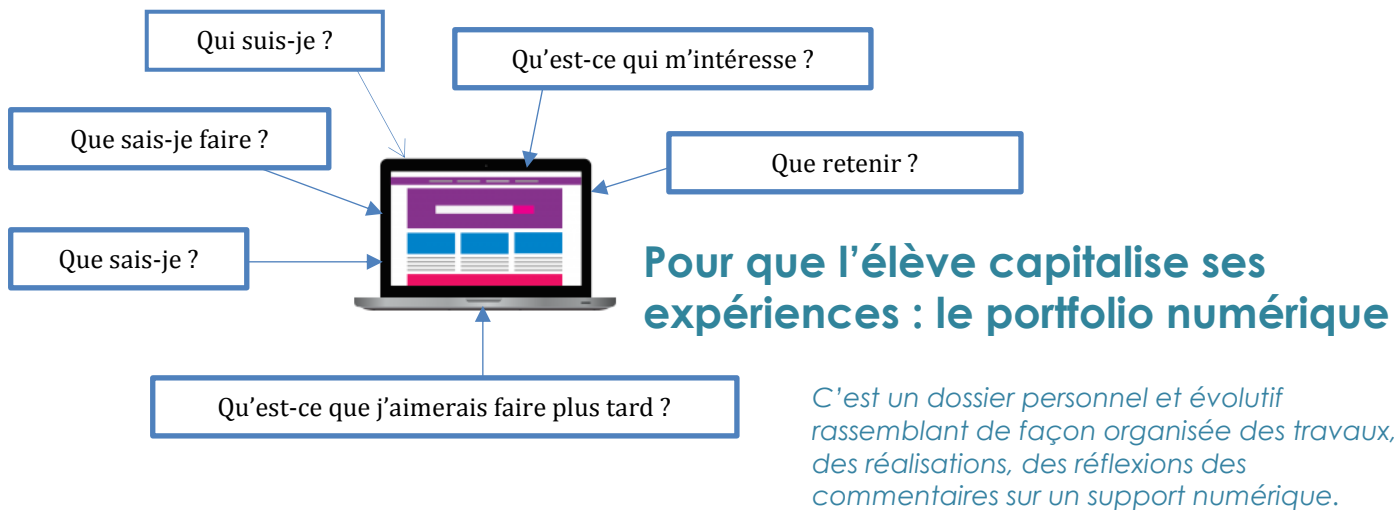 Qui suis-je ?
Qu’est-ce qui m’intéresse ?
Que sais-je faire ?
Que retenir ?
Que sais-je ?
Pour que l’élève capitalise ses
expériences : le portfolio numérique
Qu’est-ce que j’aimerais faire plus tard ?
C’est un dossier personnel et évolutif
rassemblant de façon organisée des travaux,
des réalisations, des réflexions des
commentaires sur un support numérique.